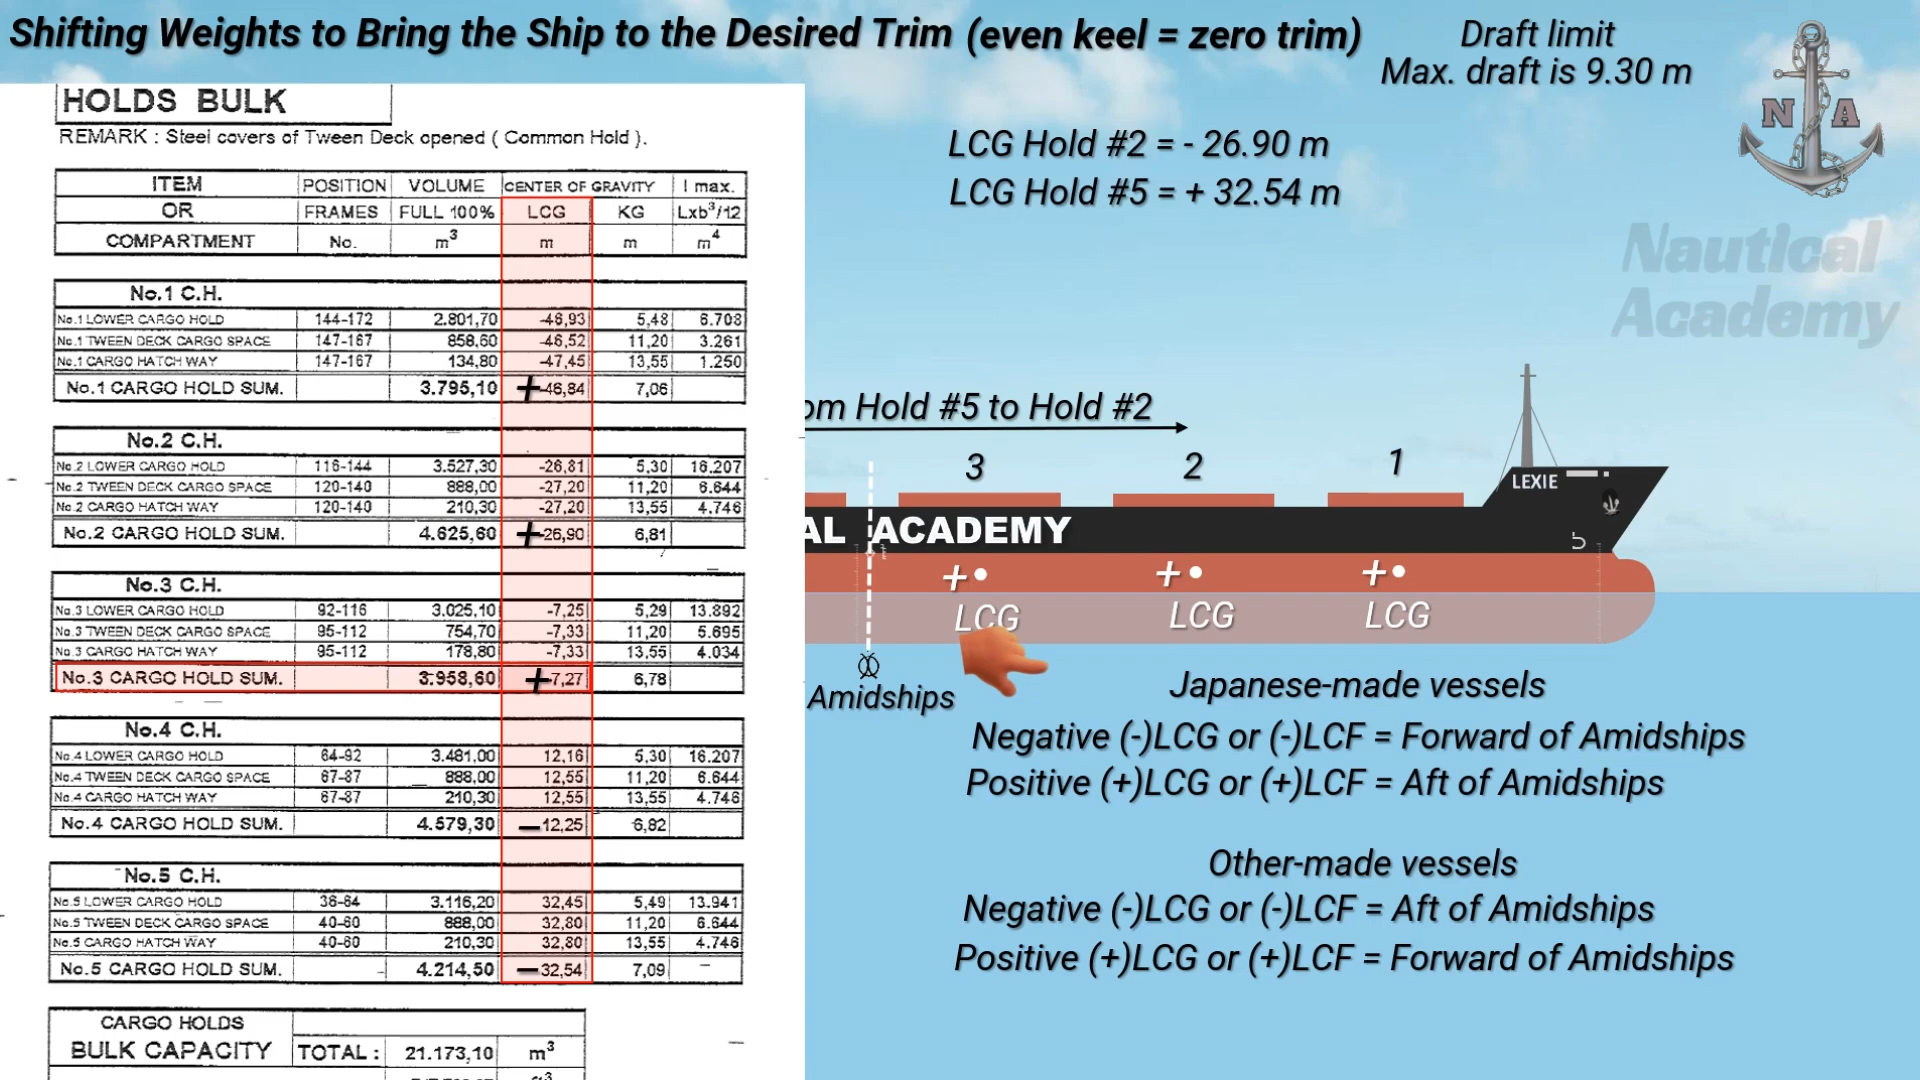 Shifting Weights to Bring the Ship to the Desired Trim (even keel = zero trim)
Draft limit
Max. draft is 9.30 m
N A
HOLDS BULK
REMARK : Steel covers of Tween Deck opened ( Common Hold ).
ITEM POSITION VOLUME CENTER OF GRAVITY I max.
OR FRAMES FULL 100% LCG KG Lxb³/12
COMPARTMENT No. m³ m m m⁴
No.1 C.H.
No.1 LOWER CARGO HOLD 144-172 2.801,70 -46,93 5,48 6.708
No.1 TWEEN DECK CARGO SPACE 147-167 858,60 -46,52 11,20 3.261
No.1 CARGO HATCH WAY 147-167 134,80 -47,45 13,55 1.250
No.1 CARGO HOLD SUM. 3.795,10 +46,84 7,06
No.2 C.H.
No.2 LOWER CARGO HOLD 116-144 3.527,30 -26,81 5,30 16.207
No.2 TWEEN DECK CARGO SPACE 120-140 888,00 -27,20 11,20 6.644
No.2 CARGO HATCH WAY 120-140 210,30 -27,20 13,55 4.746
No.2 CARGO HOLD SUM. 4.625,60 +26,90 6,81
No.3 C.H.
No.3 LOWER CARGO HOLD 92-116 3.025,10 -7,25 5,29 13.892
No.3 TWEEN DECK CARGO SPACE 95-112 754,70 -7,33 11,20 5.695
No.3 CARGO HATCH WAY 95-112 178,80 -7,33 13,55 4.034
No.3 CARGO HOLD SUM. 3.958,60 +7,27 6,78
No.4 C.H.
No.4 LOWER CARGO HOLD 64-92 3.481,00 12,16 5,30 16.207
No.4 TWEEN DECK CARGO SPACE 67-87 888,00 12,55 11,20 6.644
No.4 CARGO HATCH WAY 67-87 210,30 12,55 13,55 4.746
No.4 CARGO HOLD SUM. 4.579,30 -12,25 6,82
No.5 C.H.
No.5 LOWER CARGO HOLD 36-64 3.116,20 32,45 5,49 13.941
No.5 TWEEN DECK CARGO SPACE 40-60 888,00 32,80 11,20 6.644
No.5 CARGO HATCH WAY 40-60 210,30 32,80 13,55 4.746
No.5 CARGO HOLD SUM. 4.214,50 -32,54 7,09
CARGO HOLDS
BULK CAPACITY TOTAL : 21.173,10 m³
LCG Hold #2 = - 26.90 m
LCG Hold #5 = + 32.54 m
Nautical
Academy
om Hold #5 to Hold #2
3 2 1
LEXIE
AL ACADEMY
+ + +
LCG LCG LCG
Amidships
Japanese-made vessels
Negative (-)LCG or (-)LCF = Forward of Amidships
Positive (+)LCG or (+)LCF = Aft of Amidships
Other-made vessels
Negative (-)LCG or (-)LCF = Aft of Amidships
Positive (+)LCG or (+)LCF = Forward of Amidships